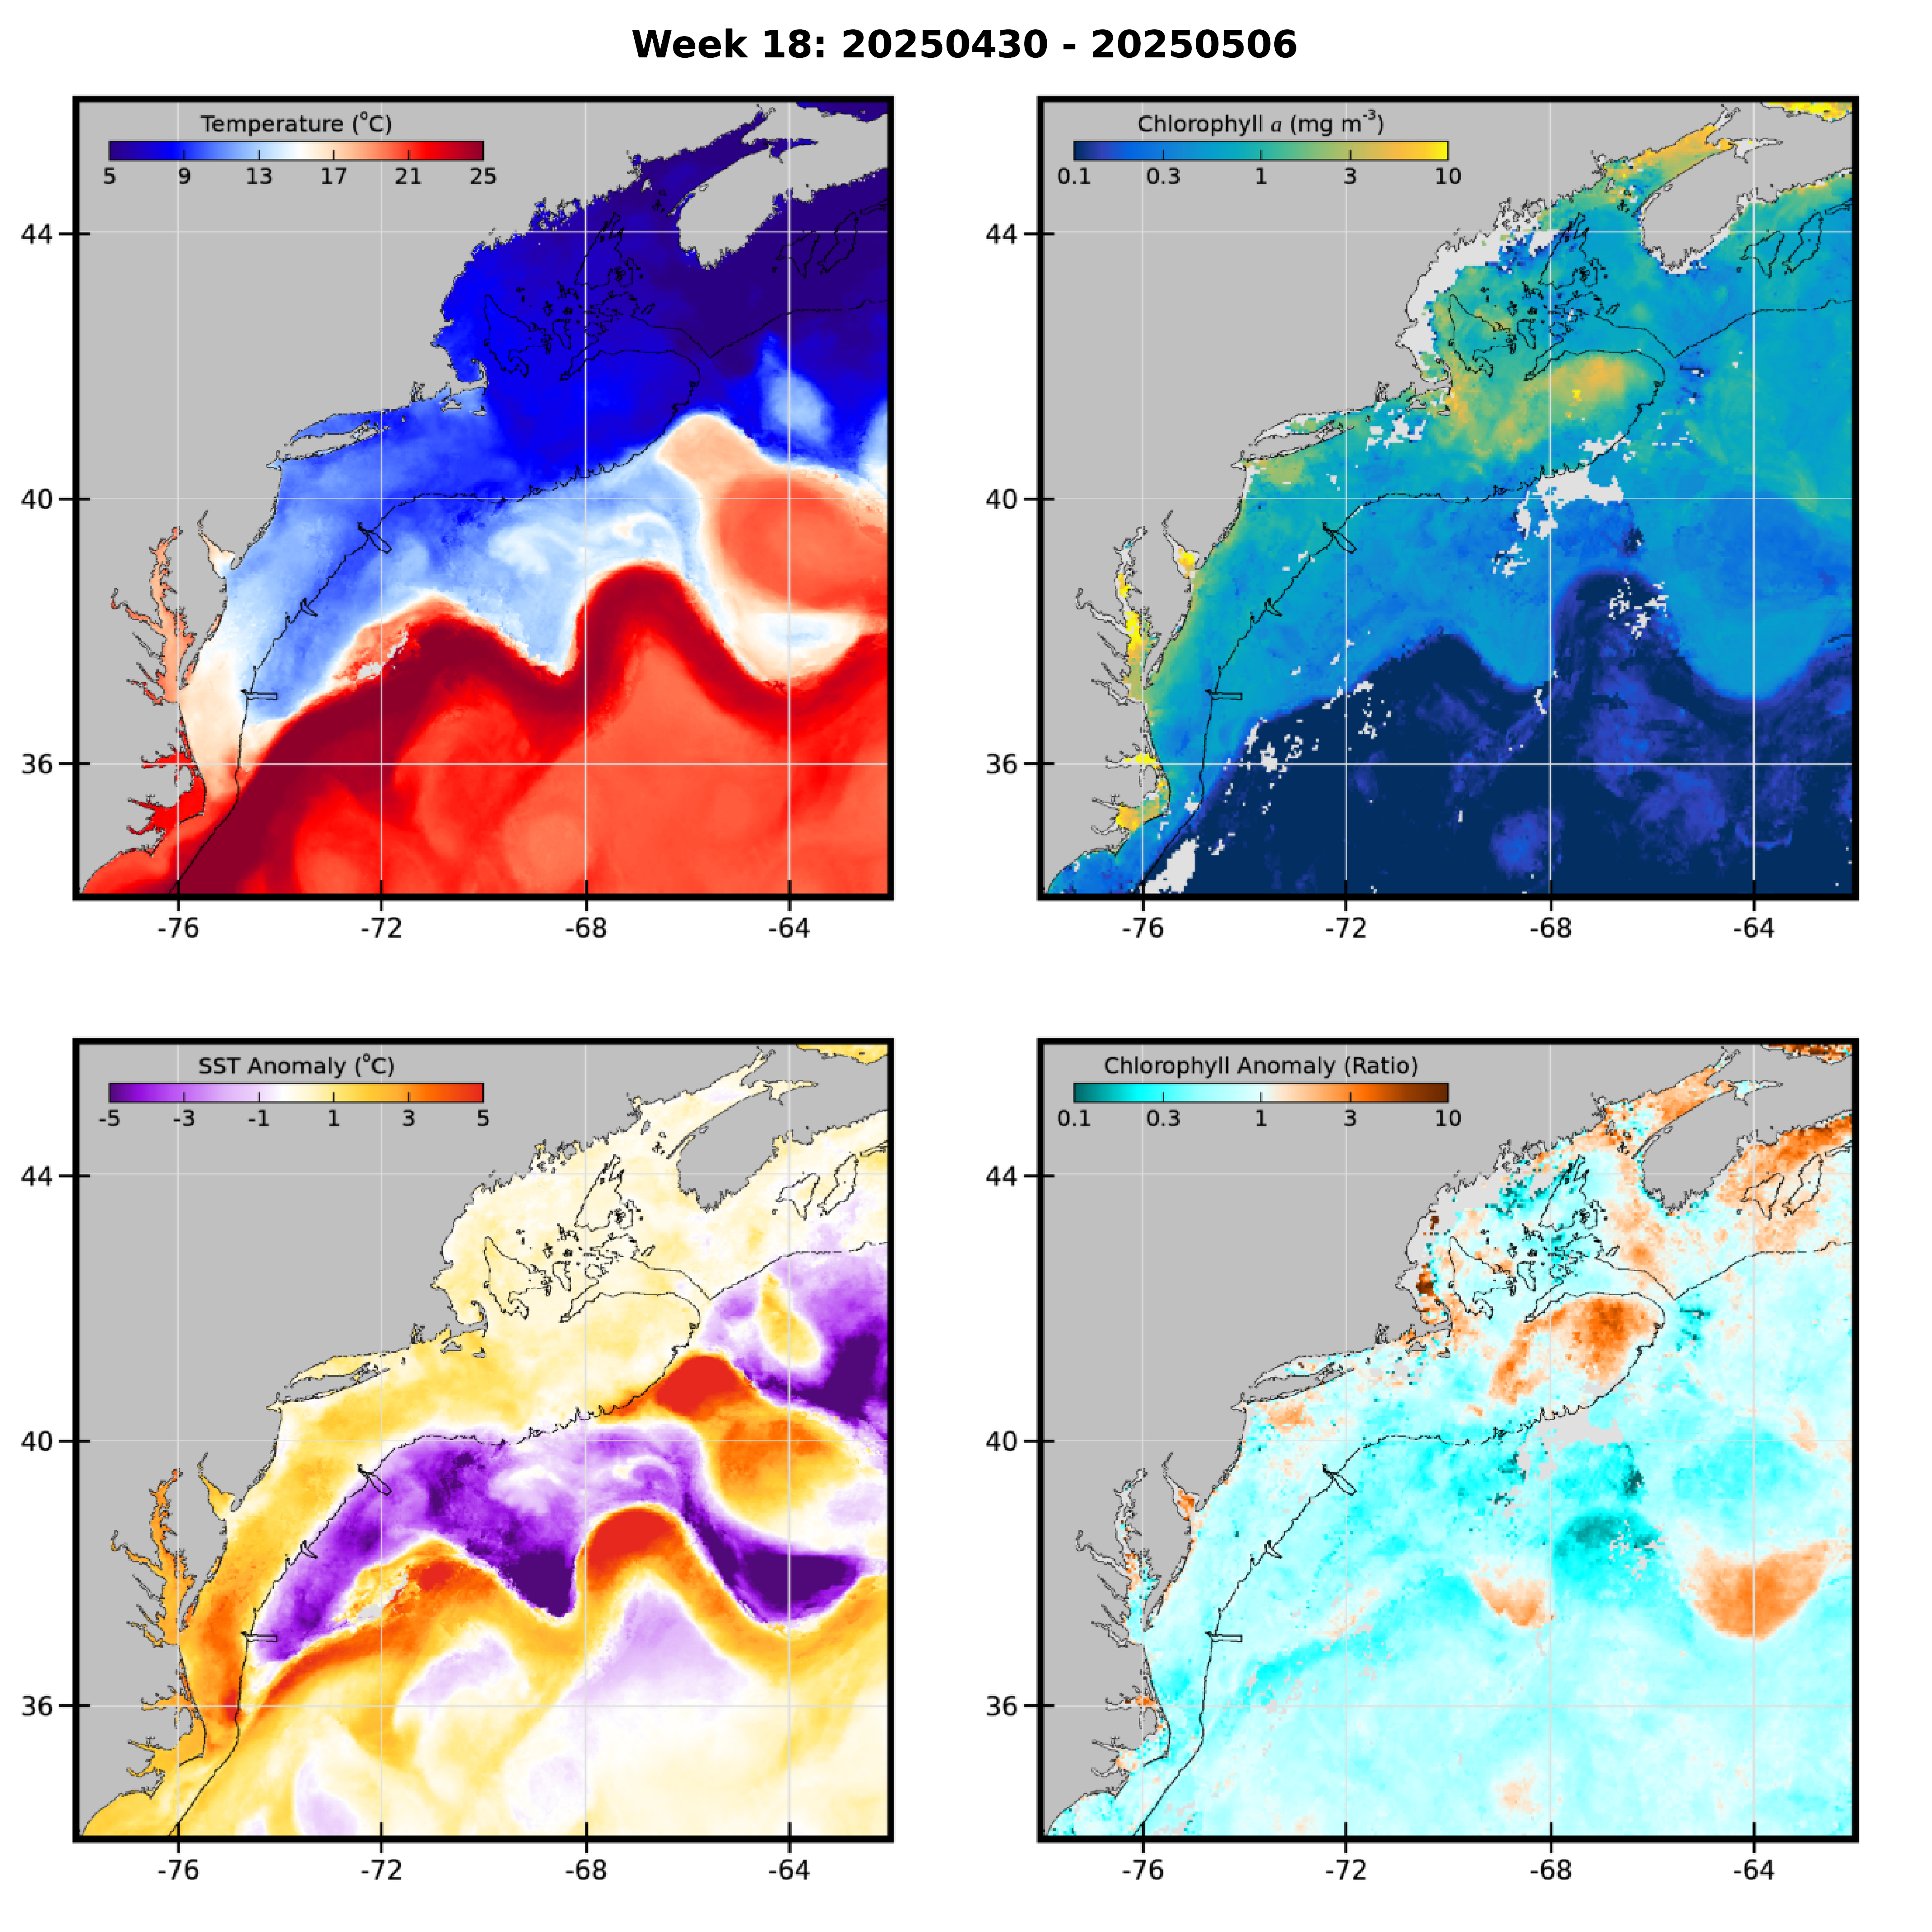 Week 18: 20250430 - 20250506
Temperature (°C)
5 9 13 17 21 25
44
40
36
-76 -72 -68 -64
Chlorophyll a (mg m⁻³)
0.1 0.3 1 3 10
44
40
36
-76 -72 -68 -64
SST Anomaly (°C)
-5 -3 -1 1 3 5
44
40
36
-76 -72 -68 -64
Chlorophyll Anomaly (Ratio)
0.1 0.3 1 3 10
44
40
36
-76 -72 -68 -64